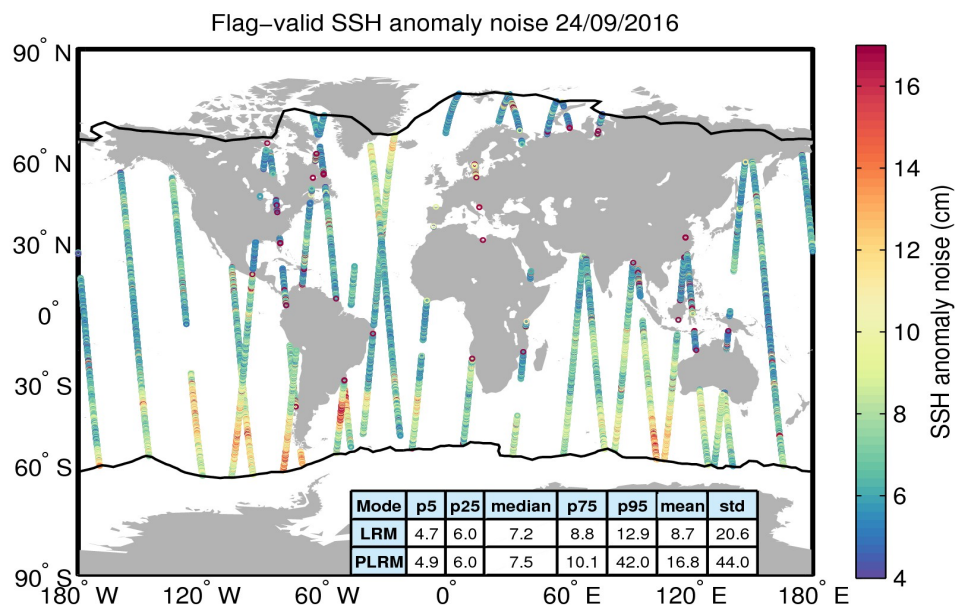 Flag−valid SSH anomaly noise 24/09/2016
90° N
60° N
30° N
0°
30° S
60° S
90° S
180° W
120° W
60° W
0°
60° E
120° E
180° E
Mode p5 p25 median p75 p95 mean std
LRM 4.7 6.0 7.2 8.8 12.9 8.7 20.6
PLRM 4.9 6.0 7.5 10.1 42.0 16.8 44.0
16
14
12
10
8
6
4
SSH anomaly noise (cm)